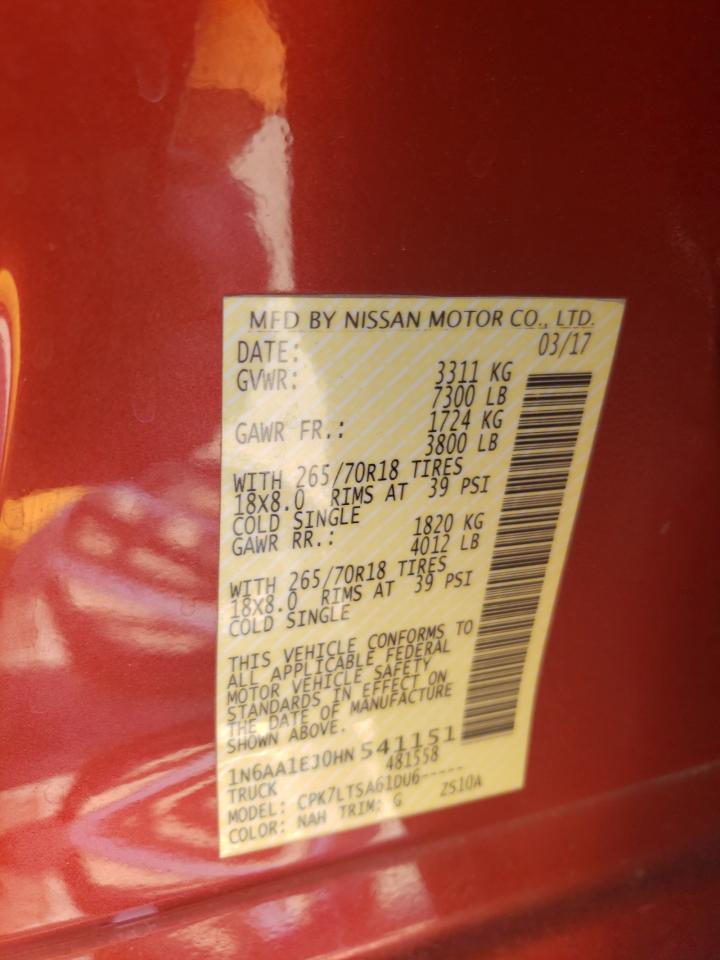 MFD BY NISSAN MOTOR CO., LTD.
DATE: 03/17
GVWR: 3311 KG
7300 LB
GAWR FR.: 1724 KG
3800 LB
WITH 265/70R18 TIRES
18X8.0 RIMS AT 39 PSI
COLD SINGLE
GAWR RR.: 1820 KG
4012 LB
WITH 265/70R18 TIRES
18X8.0 RIMS AT 39 PSI
COLD SINGLE
THIS VEHICLE CONFORMS TO
ALL APPLICABLE FEDERAL
MOTOR VEHICLE SAFETY
STANDARDS IN EFFECT ON
THE DATE OF MANUFACTURE
SHOWN ABOVE.
1N6AA1EJ0HN 541151
TRUCK 481558
MODEL: CPK7LTSA61DU6-----
COLOR: NAH TRIM: G ZS10A